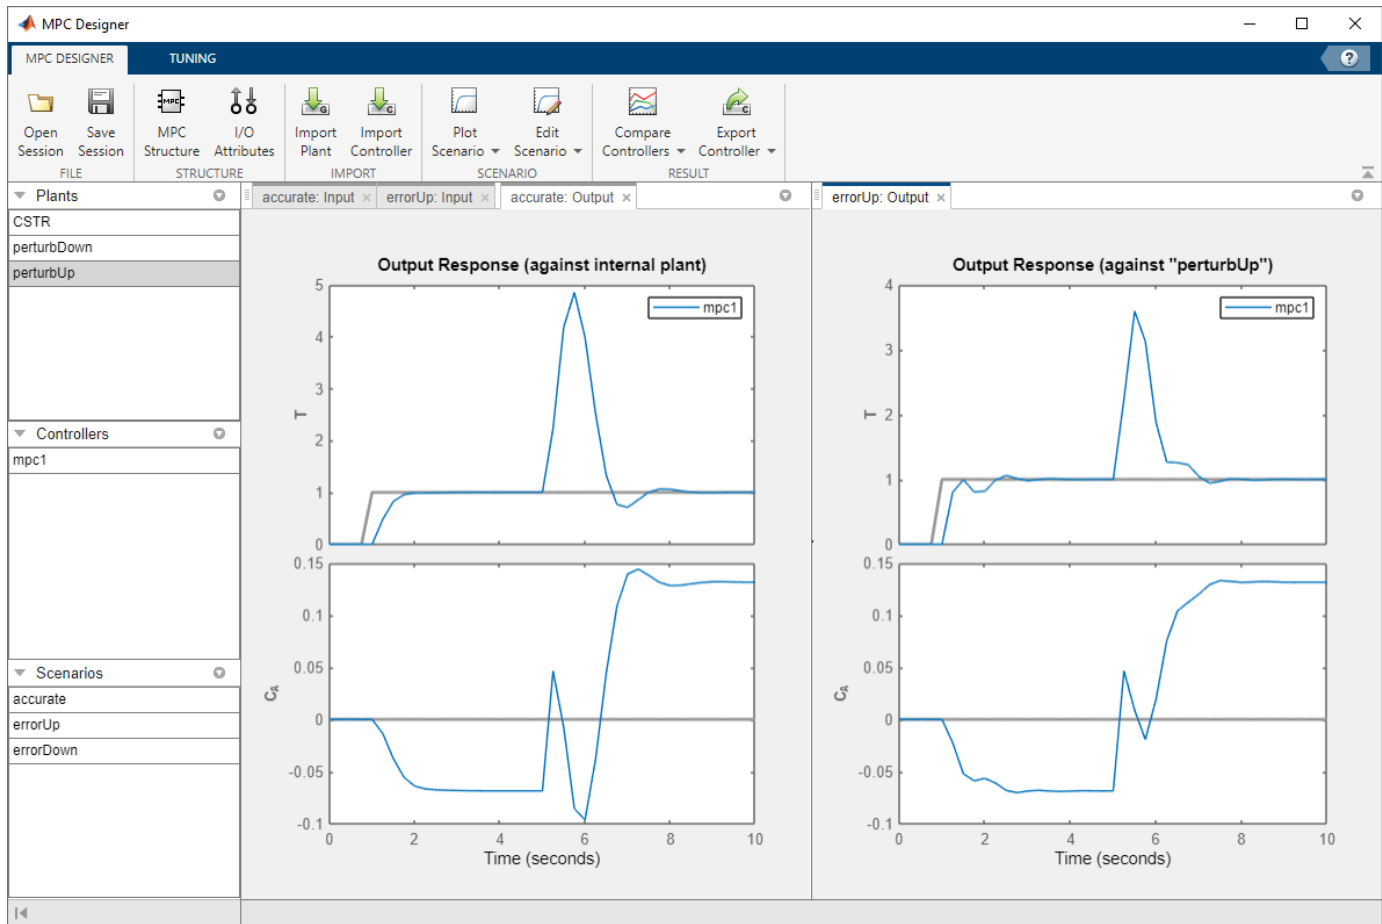 MPC Designer
MPC DESIGNER
TUNING
?
Open Session
Save Session
MPC Structure
I/O Attributes
Import Plant
Import Controller
Plot Scenario
Edit Scenario
Compare Controllers
Export Controller
FILE
STRUCTURE
IMPORT
SCENARIO
RESULT
Plants
CSTR
perturbDown
perturbUp
Controllers
mpc1
Scenarios
accurate
errorUp
errorDown
accurate: Input ×
errorUp: Input ×
accurate: Output ×
Output Response (against internal plant)
mpc1
T
5
4
3
2
1
0
C_A
0.15
0.1
0.05
0
-0.05
-0.1
0 2 4 6 8 10
Time (seconds)
errorUp: Output ×
Output Response (against "perturbUp")
mpc1
T
4
3
2
1
0
C_A
0.15
0.1
0.05
0
-0.05
-0.1
0 2 4 6 8 10
Time (seconds)